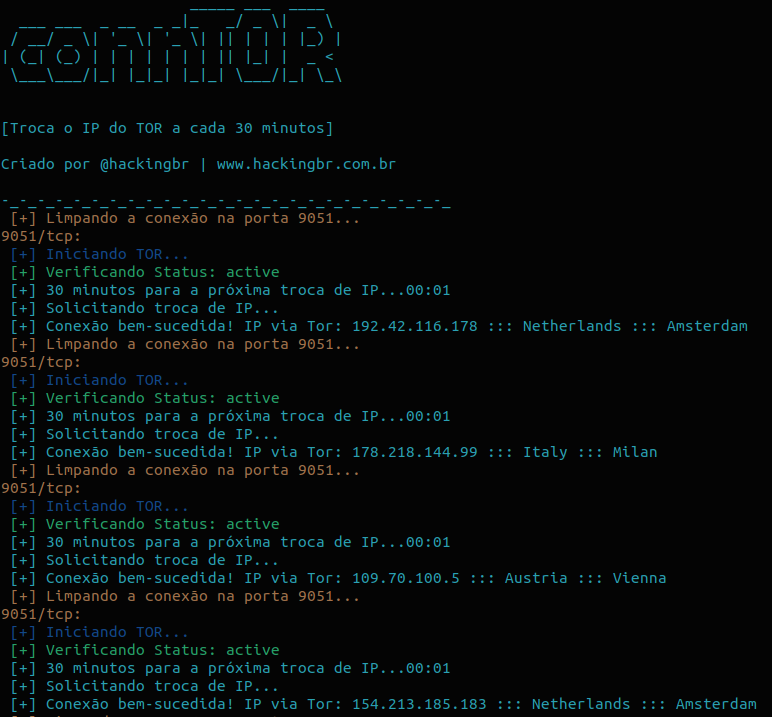 connTOR
[Troca o IP do TOR a cada 30 minutos]
Criado por @hackingbr | www.hackingbr.com.br
-_-_-_-_-_-_-_-_-_-_-_-_-_-_-_-_-_-_-_-_-_-_-_-_-_
[+] Limpando a conexão na porta 9051...
9051/tcp:
[+] Iniciando TOR...
[+] Verificando Status: active
[+] 30 minutos para a próxima troca de IP...00:01
[+] Solicitando troca de IP...
[+] Conexão bem-sucedida! IP via Tor: 192.42.116.178 ::: Netherlands ::: Amsterdam
[+] Limpando a conexão na porta 9051...
9051/tcp:
[+] Iniciando TOR...
[+] Verificando Status: active
[+] 30 minutos para a próxima troca de IP...00:01
[+] Solicitando troca de IP...
[+] Conexão bem-sucedida! IP via Tor: 178.218.144.99 ::: Italy ::: Milan
[+] Limpando a conexão na porta 9051...
9051/tcp:
[+] Iniciando TOR...
[+] Verificando Status: active
[+] 30 minutos para a próxima troca de IP...00:01
[+] Solicitando troca de IP...
[+] Conexão bem-sucedida! IP via Tor: 109.70.100.5 ::: Austria ::: Vienna
[+] Limpando a conexão na porta 9051...
9051/tcp:
[+] Iniciando TOR...
[+] Verificando Status: active
[+] 30 minutos para a próxima troca de IP...00:01
[+] Solicitando troca de IP...
[+] Conexão bem-sucedida! IP via Tor: 154.213.185.183 ::: Netherlands ::: Amsterdam